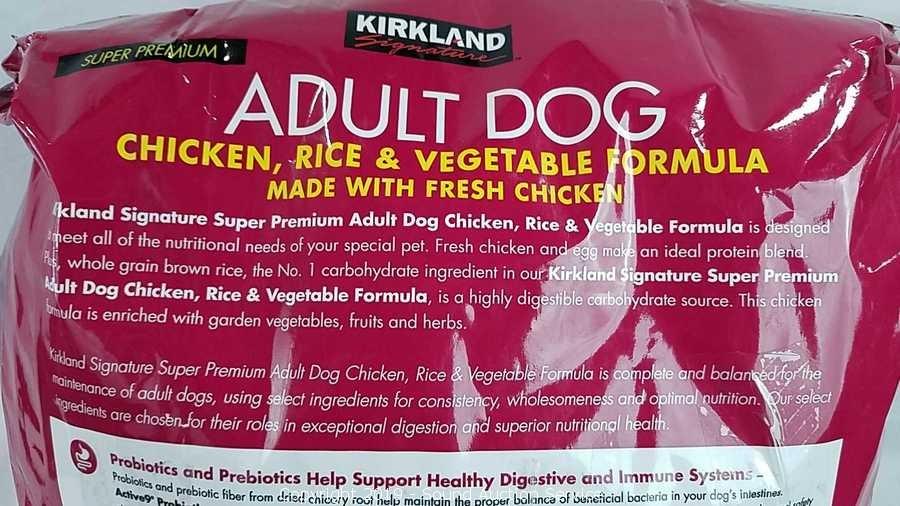 KIRKLAND
Signature
SUPER PREMIUM
ADULT DOG
CHICKEN, RICE & VEGETABLE FORMULA
MADE WITH FRESH CHICKEN
kland Signature Super Premium Adult Dog Chicken, Rice & Vegetable Formula is designed
meet all of the nutritional needs of your special pet. Fresh chicken and egg make an ideal protein blend.
Plus, whole grain brown rice, the No. 1 carbohydrate ingredient in our Kirkland Signature Super Premium
Adult Dog Chicken, Rice & Vegetable Formula, is a highly digestible carbohydrate source. This chicken
rmula is enriched with garden vegetables, fruits and herbs.
Kirkland Signature Super Premium Adult Dog Chicken, Rice & Vegetable Formula is complete and balanced for the
maintenance of adult dogs, using select ingredients for consistency, wholesomeness and optimal nutrition. Our select
ingredients are chosen for their roles in exceptional digestion and superior nutritional health.
Probiotics and Prebiotics Help Support Healthy Digestive and Immune Systems –
Probiotics and prebiotic fiber from dried chicory root help maintain the proper balance of beneficial bacteria in your dog's intestines.
Active9®
safety